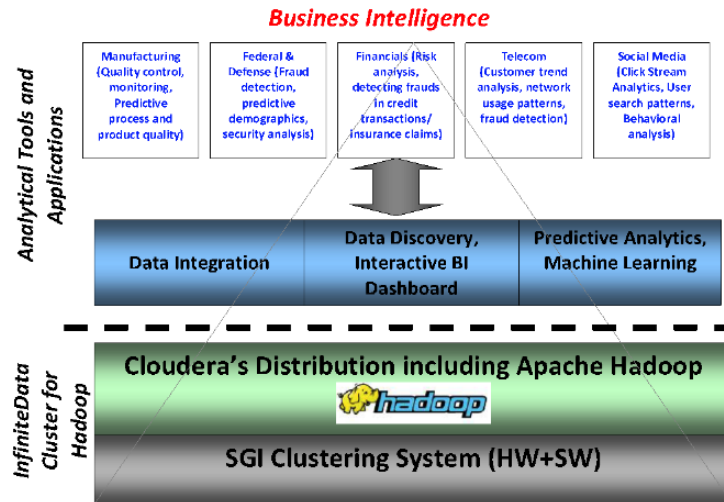 Business Intelligence
Analytical Tools and
Applications
Manufacturing
(Quality control,
monitoring,
Predictive
process and
product quality)
Federal &
Defense (Fraud
detection,
predictive
demographics,
security analysis)
Financials (Risk
analysis,
detecting frauds
in credit
transactions/
insurance claims)
Telecom
(Customer trend
analysis, network
usage patterns,
fraud detection)
Social Media
(Click Stream
Analytics, User
search patterns,
Behavioral
analysis)
Data Integration
Data Discovery,
Interactive BI
Dashboard
Predictive Analytics,
Machine Learning
InfiniteData
Cluster for
Hadoop
Cloudera's Distribution including Apache Hadoop
hadoop
SGI Clustering System (HW+SW)